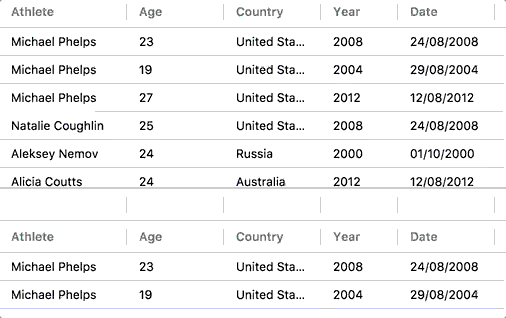 Athlete Age Country Year Date
Michael Phelps 23 United Sta... 2008 24/08/2008
Michael Phelps 19 United Sta... 2004 29/08/2004
Michael Phelps 27 United Sta... 2012 12/08/2012
Natalie Coughlin 25 United Sta... 2008 24/08/2008
Aleksey Nemov 24 Russia 2000 01/10/2000
Alicia Coutts 24 Australia 2012 12/08/2012
Athlete Age Country Year Date
Michael Phelps 23 United Sta... 2008 24/08/2008
Michael Phelps 19 United Sta... 2004 29/08/2004